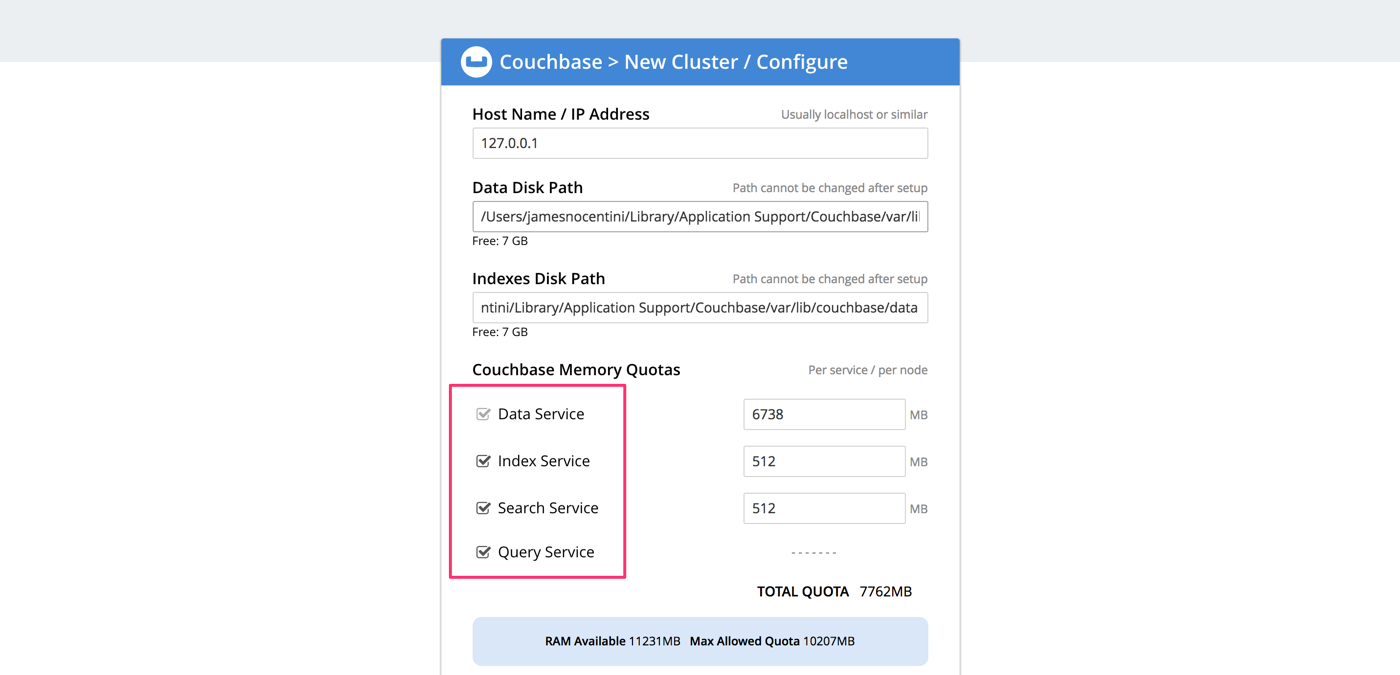 Couchbase > New Cluster / Configure
Host Name / IP Address Usually localhost or similar
127.0.0.1
Data Disk Path Path cannot be changed after setup
/Users/jamesnocentini/Library/Application Support/Couchbase/var/li
Free: 7 GB
Indexes Disk Path Path cannot be changed after setup
ntini/Library/Application Support/Couchbase/var/lib/couchbase/data
Free: 7 GB
Couchbase Memory Quotas Per service / per node
Data Service 6738 MB
Index Service 512 MB
Search Service 512 MB
Query Service -------
TOTAL QUOTA 7762MB
RAM Available 11231MB Max Allowed Quota 10207MB